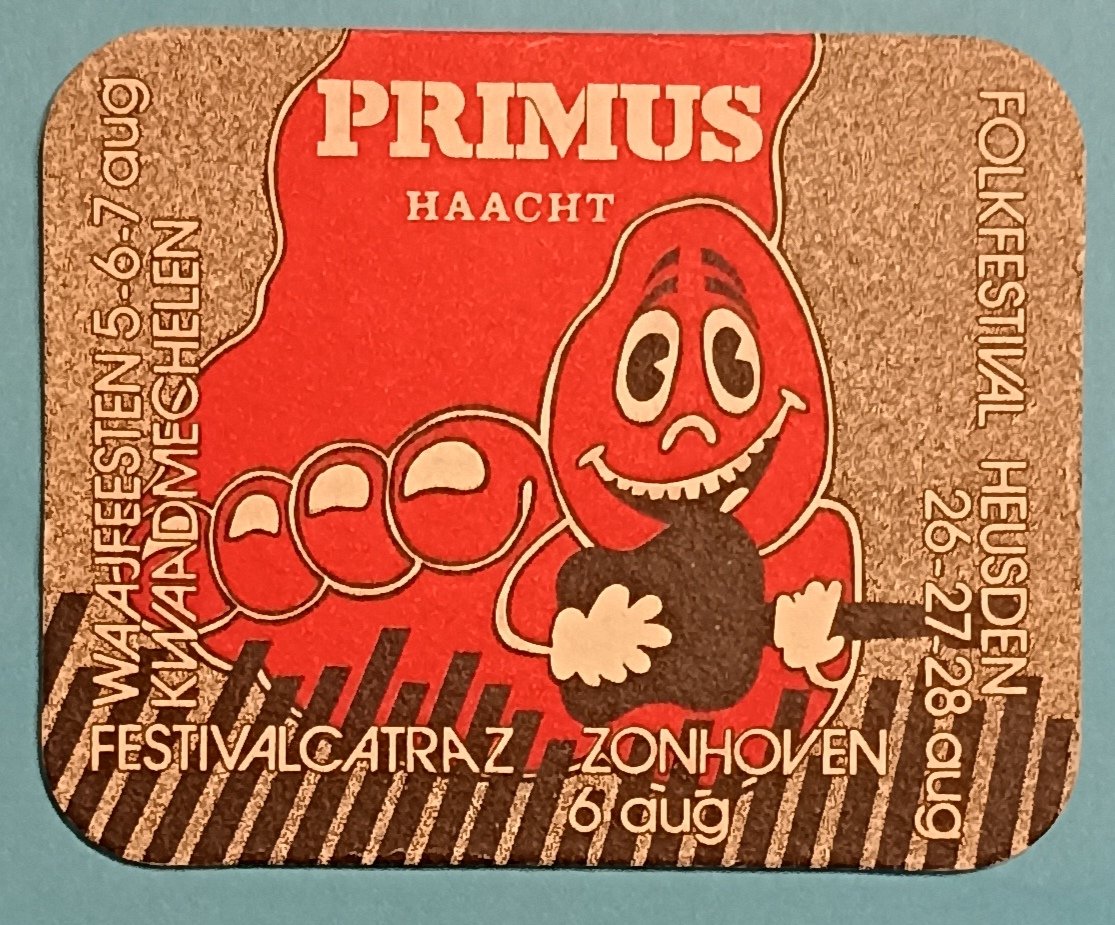 PRIMUS
HAACHT
WAAJFEESTEN 5-6-7 aug
KWAADMECHELEN
FOLKFESTIVAL HEUSDEN
26-27-28 aug
FESTIVALCATRAZ ZONHOVEN
6 aug